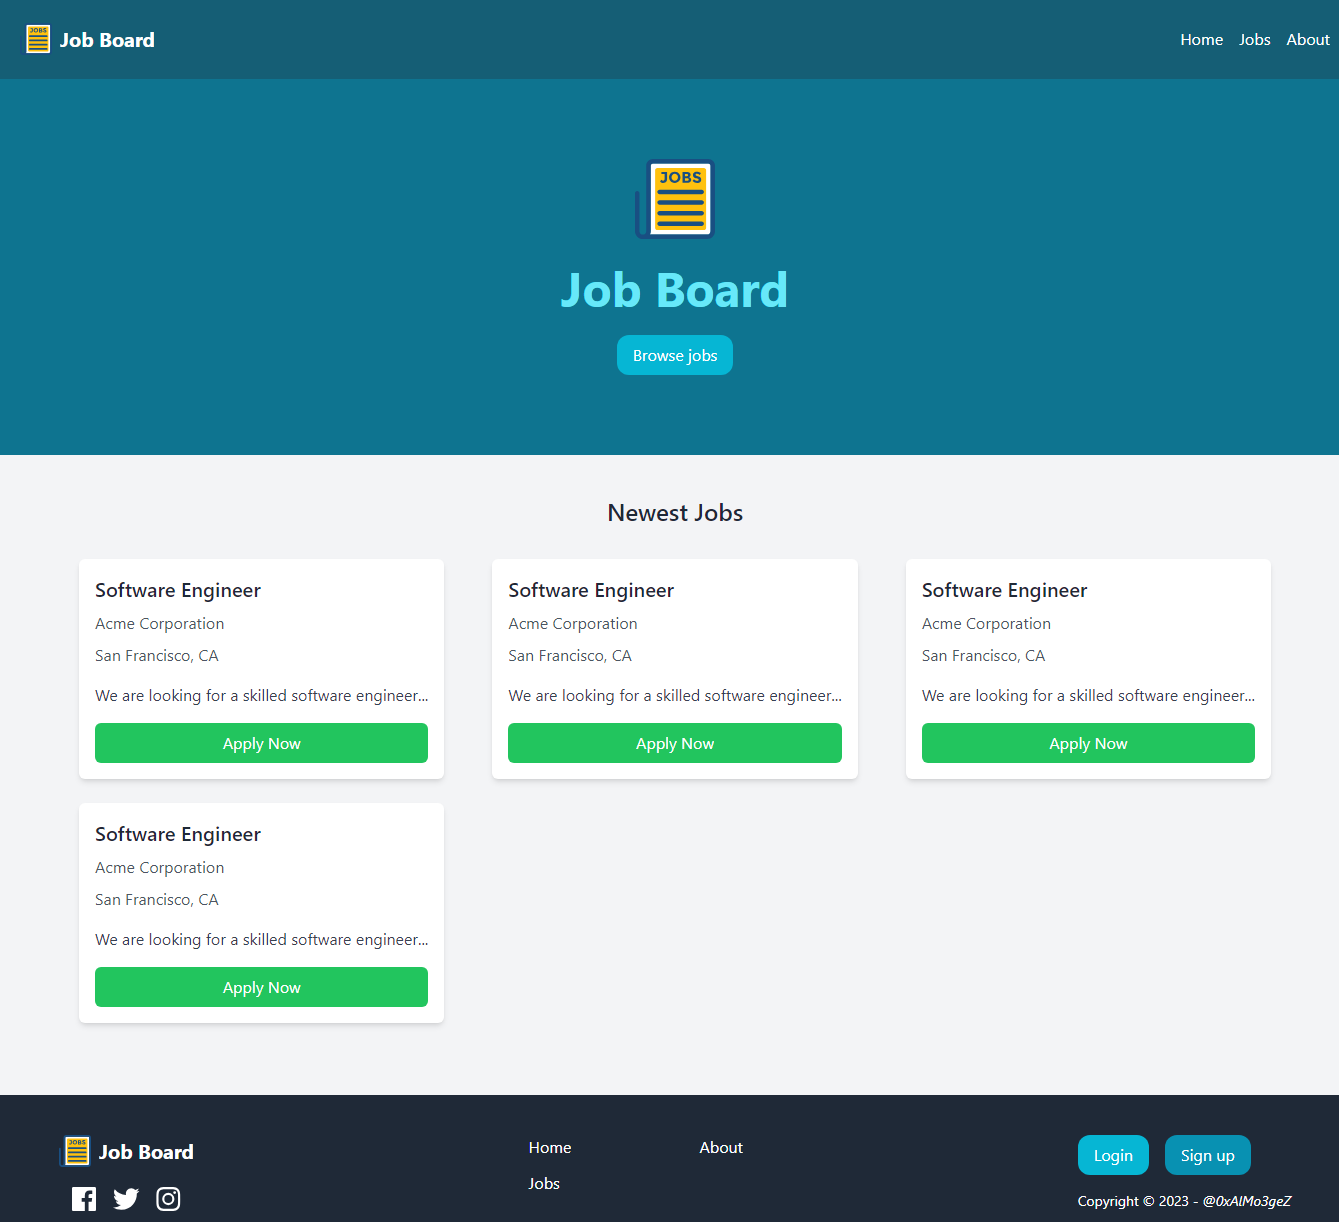 JOBS
Job Board
Home Jobs About
JOBS
Job Board
Browse jobs
Newest Jobs
Software Engineer
Acme Corporation
San Francisco, CA
We are looking for a skilled software engineer...
Apply Now
Software Engineer
Acme Corporation
San Francisco, CA
We are looking for a skilled software engineer...
Apply Now
Software Engineer
Acme Corporation
San Francisco, CA
We are looking for a skilled software engineer...
Apply Now
Software Engineer
Acme Corporation
San Francisco, CA
We are looking for a skilled software engineer...
Apply Now
JOBS
Job Board
Home
Jobs
About
Login
Sign up
Copyright © 2023 - @0xAlMo3geZ